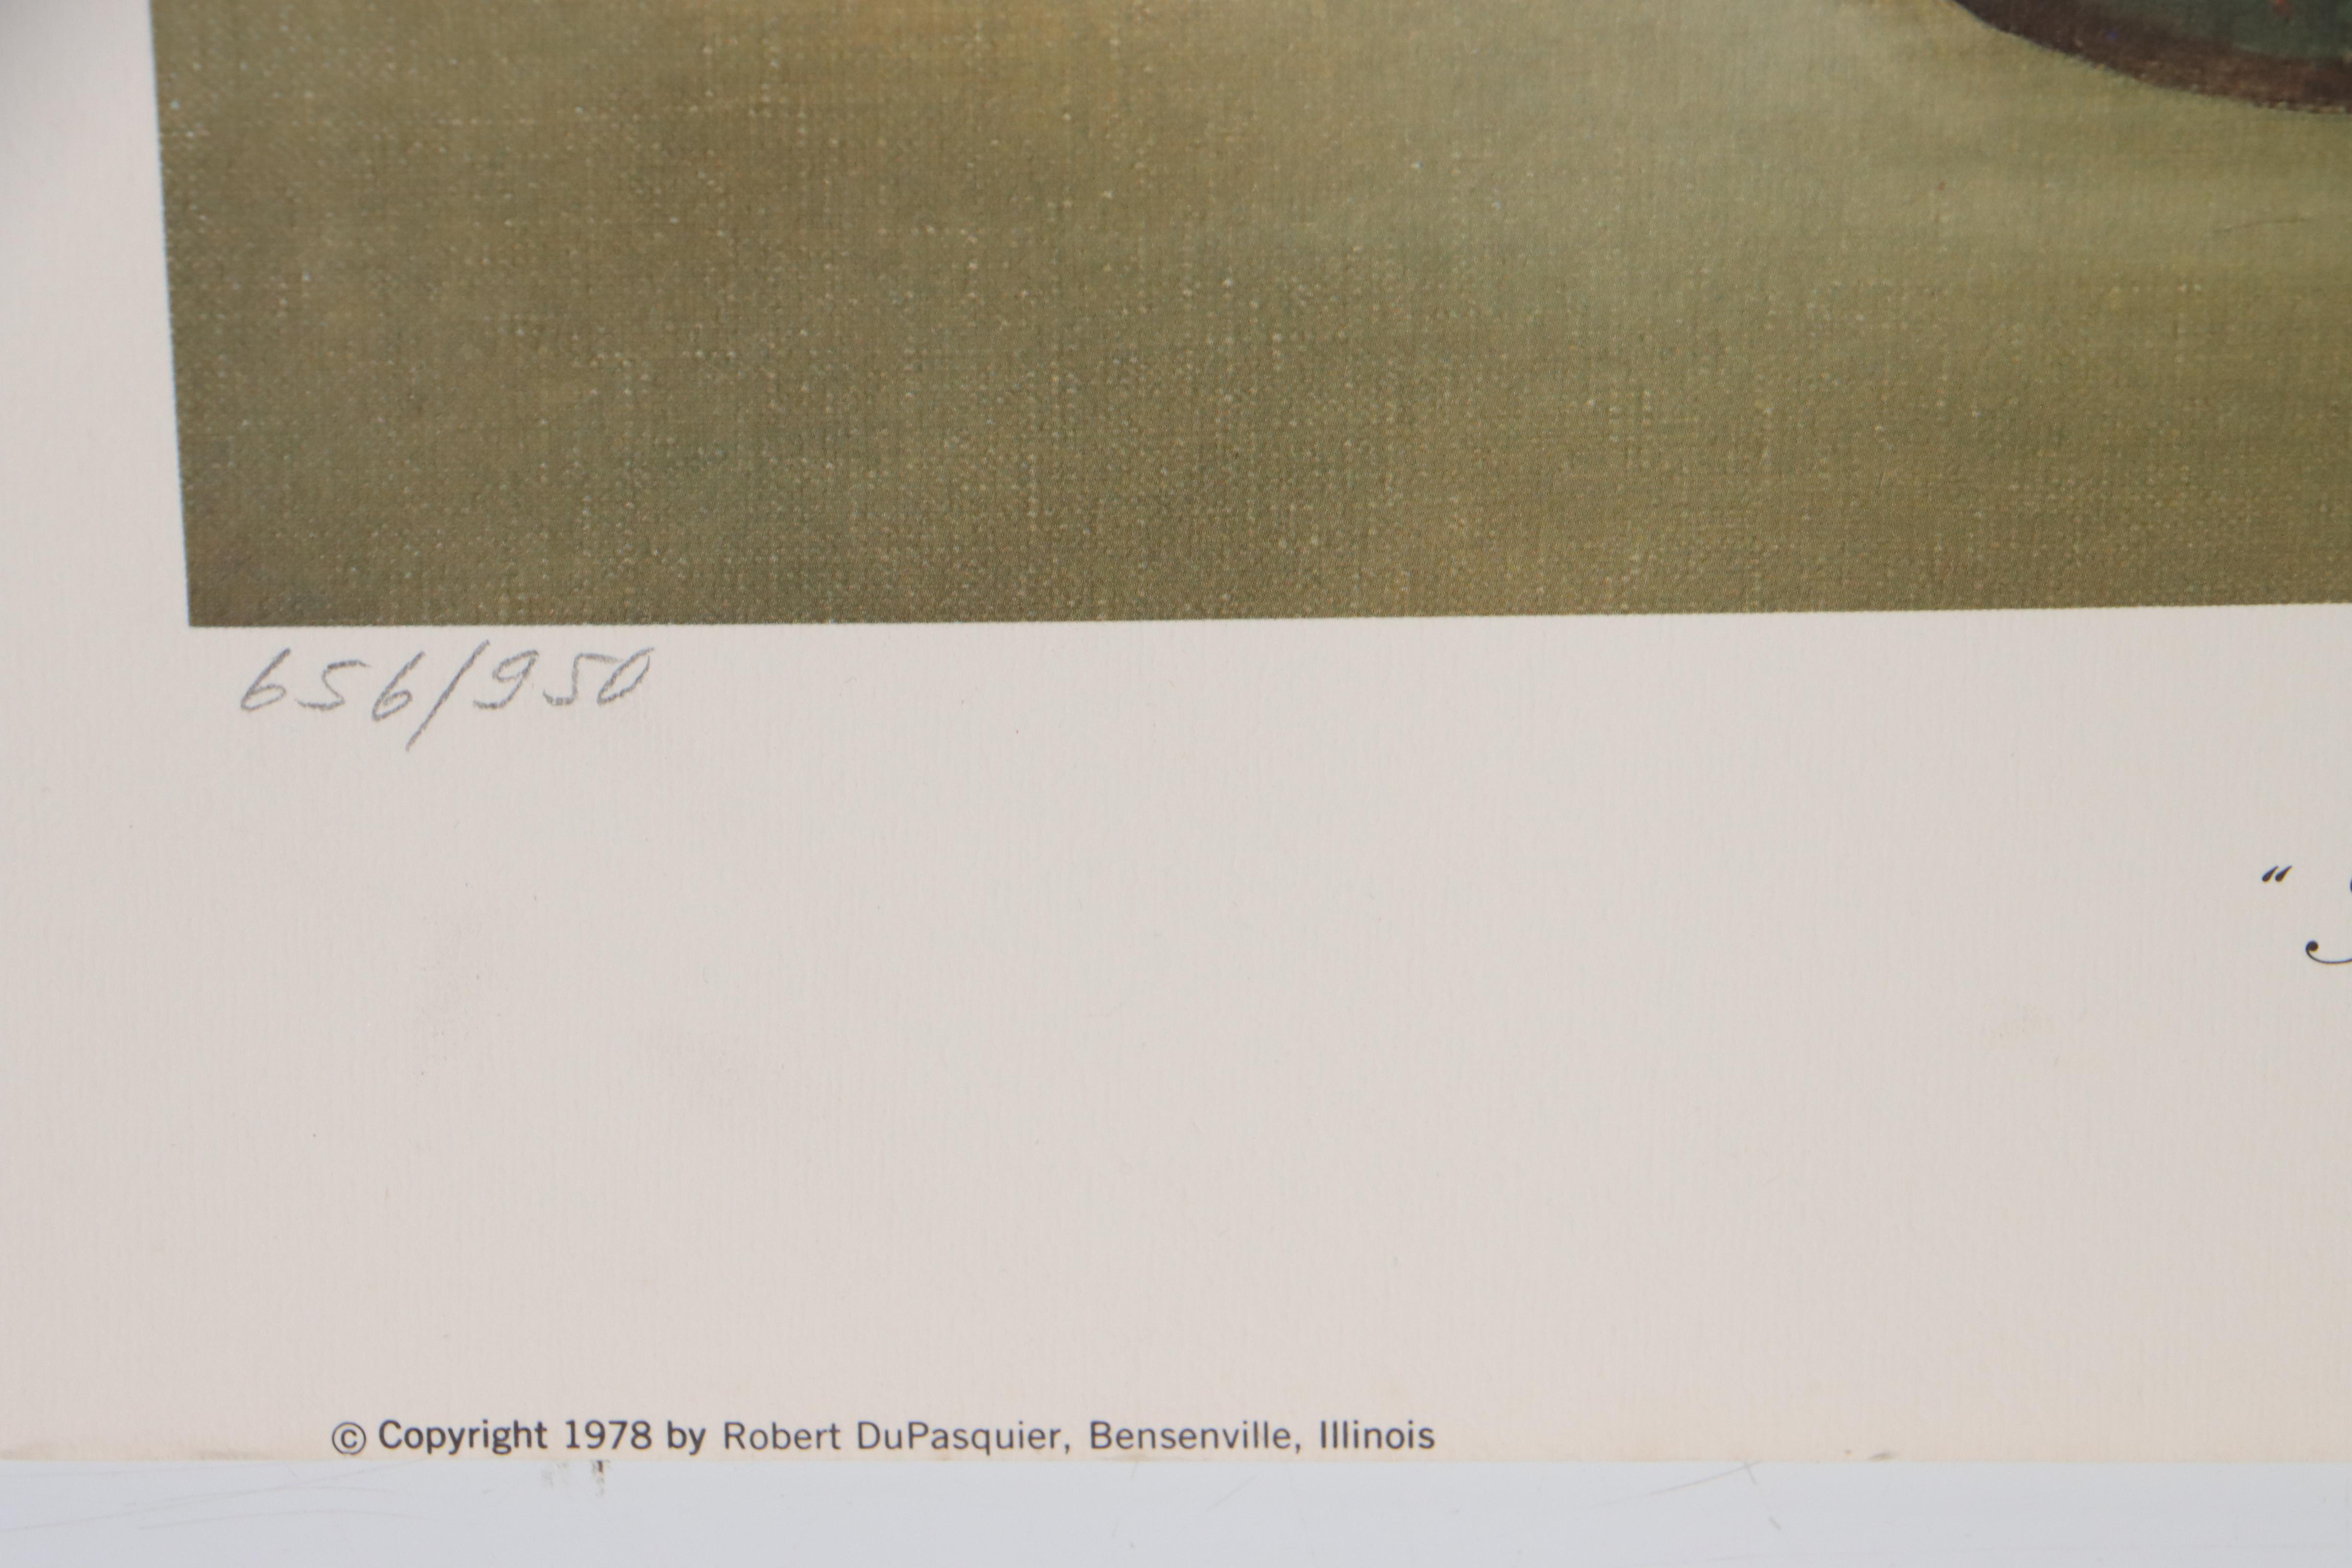 656/950
“
© Copyright 1978 by Robert DuPasquier, Bensenville, Illinois